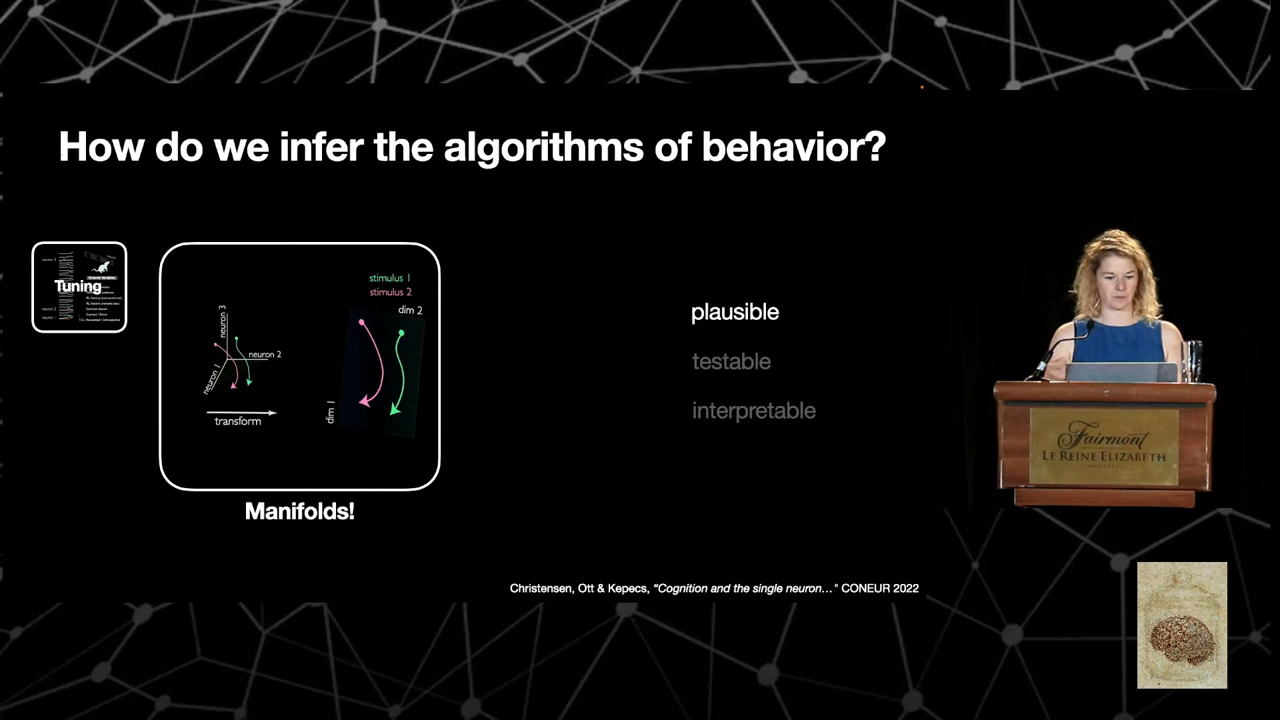 How do we infer the algorithms of behavior?
Tuning
neuron 3
neuron 2
neuron 1
transform
stimulus 1
stimulus 2
dim 2
dim 1
Manifolds!
plausible
testable
interpretable
Fairmont
LE REINE ELIZABETH
Christensen, Ott & Kepecs, “Cognition and the single neuron…" CONEUR 2022